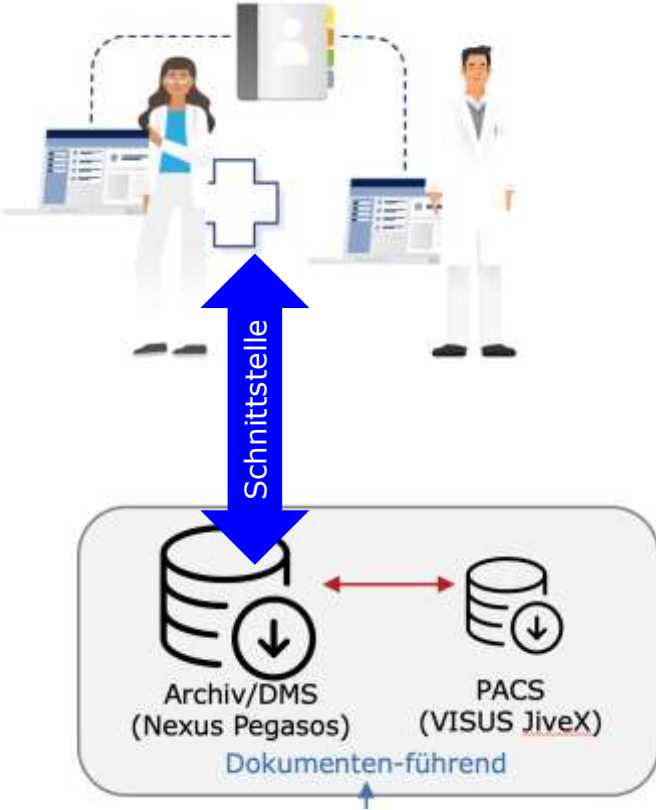 Schnittstelle
Archiv/DMS
(Nexus Pegasos)
PACS
(VISUS JiveX)
Dokumenten-führend